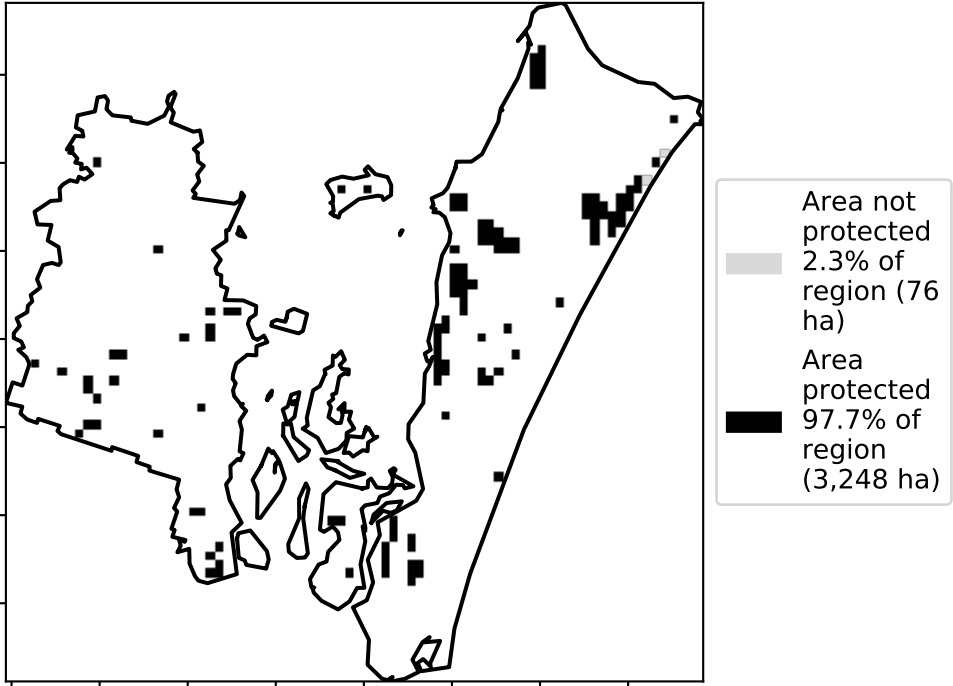 Area not
protected
2.3% of
region (76
ha)
Area
protected
97.7% of
region
(3,248 ha)